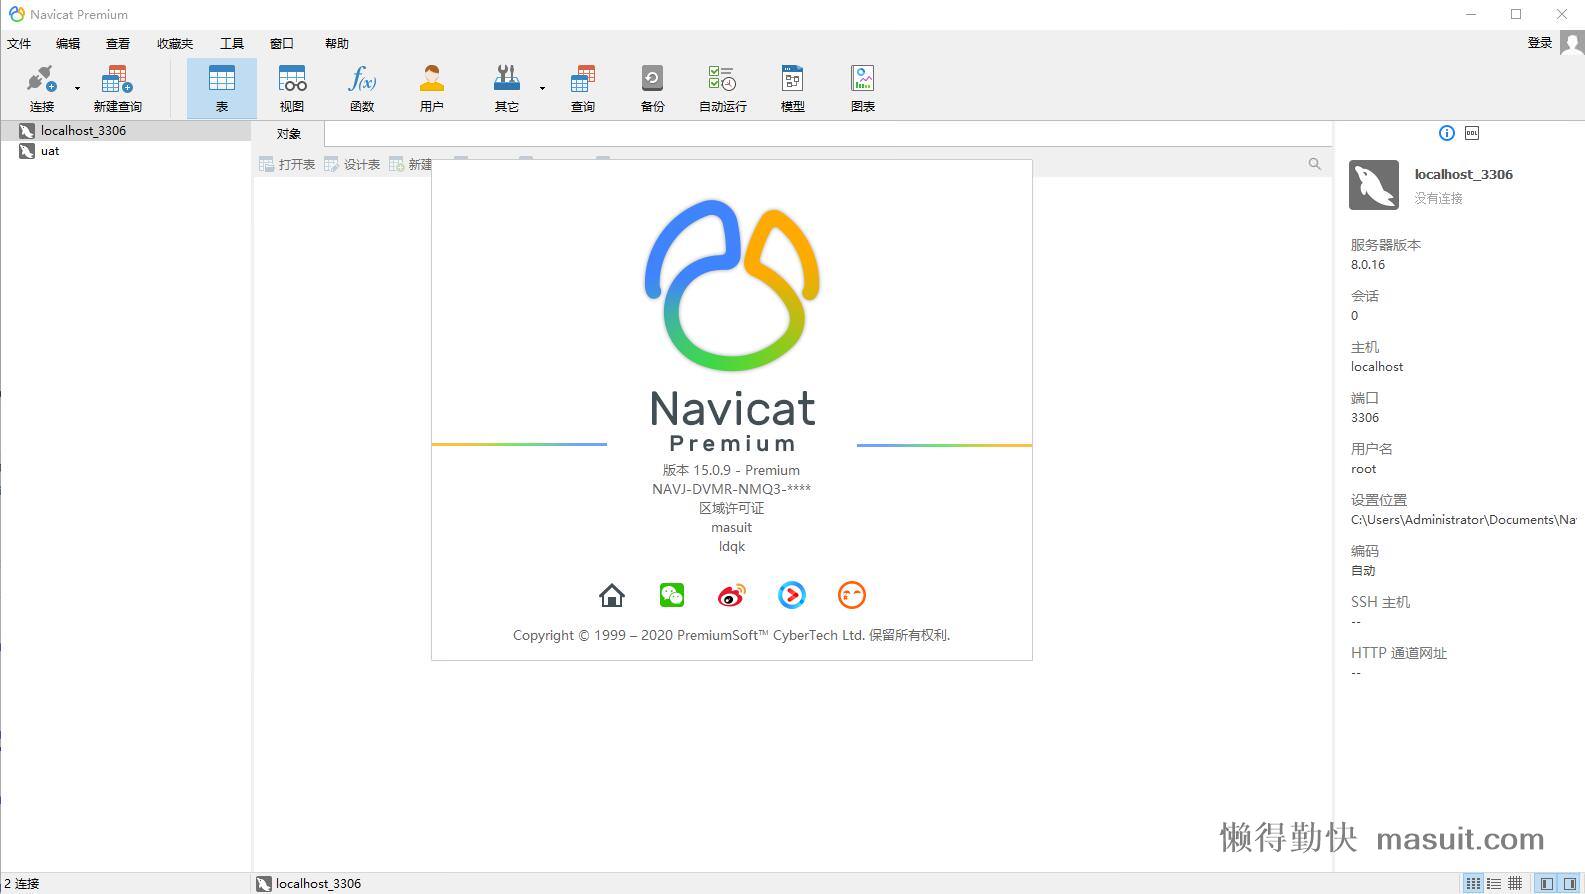 Navicat Premium
文件 编辑 查看 收藏夹 工具 窗口 帮助 登录
连接 新建查询 表 视图 函数 用户 其它 查询 备份 自动运行 模型 图表
f(x)
localhost_3306
uat
对象
打开表 设计表 新建
Navicat
Premium
版本 15.0.9 - Premium
NAVJ-DVMR-NMQ3-****
区域许可证
masuit
ldqk
Copyright © 1999 – 2020 PremiumSoft™ CyberTech Ltd. 保留所有权利.
DDL
localhost_3306
没有连接
服务器版本
8.0.16
会话
0
主机
localhost
端口
3306
用户名
root
设置位置
C:\Users\Administrator\Documents\Na
编码
自动
SSH 主机
--
HTTP 通道网址
--
懒得勤快 masuit.com
2 连接
localhost_3306